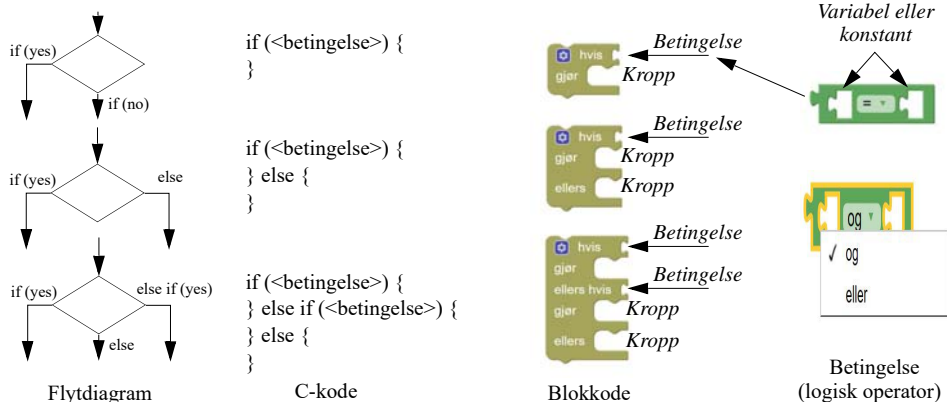 if (yes)
if (no)
if (yes)
else
if (yes)
else if (yes)
else
Flytdiagram
if (<betingelse>) {
}
if (<betingelse>) {
} else {
}
if (<betingelse>) {
} else if (<betingelse>) {
} else {
}
C-kode
hvis
Betingelse
gjør
Kropp
hvis
Betingelse
gjør
Kropp
ellers
Kropp
hvis
Betingelse
gjør
Betingelse
ellers hvis
gjør
Kropp
ellers
Kropp
Blokkode
Variabel eller
konstant
= ▾
og ▾
✓ og
eller
Betingelse
(logisk operator)